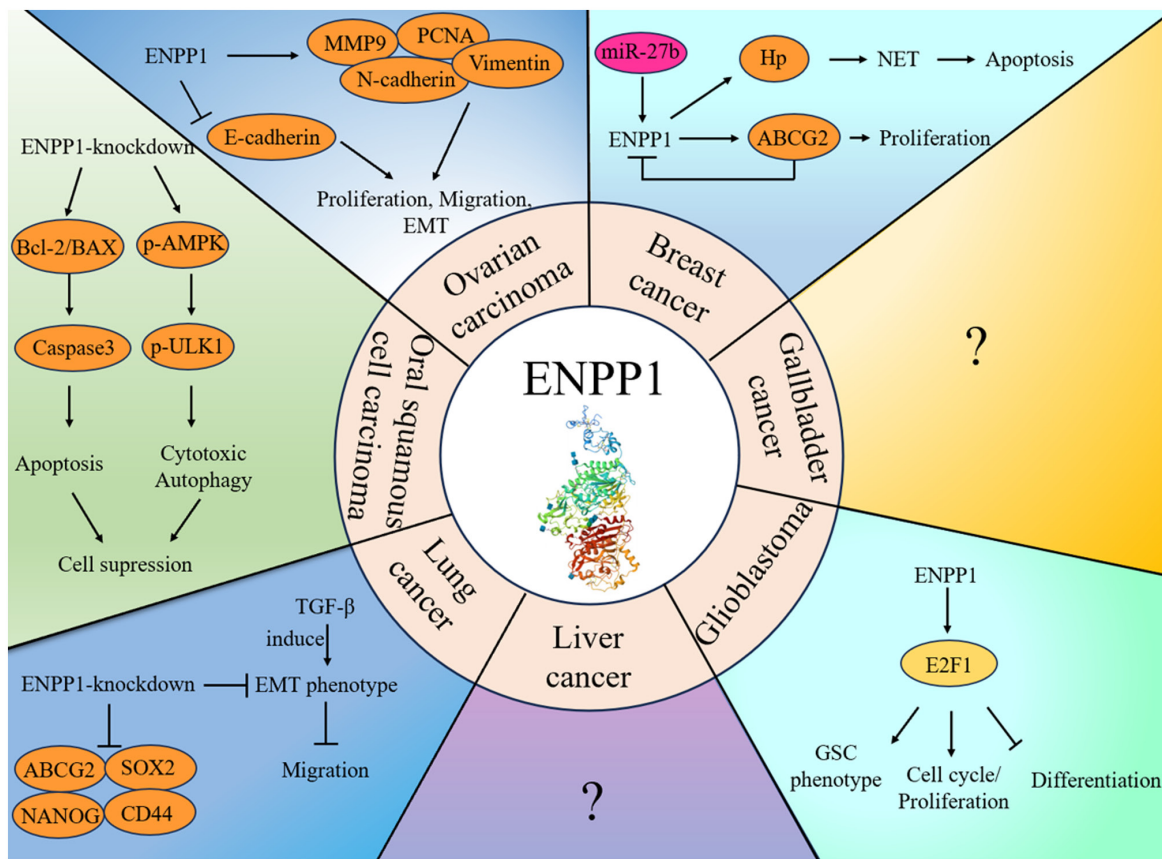 ENPP1
MMP9
PCNA
N-cadherin
Vimentin
E-cadherin
Proliferation, Migration,
EMT
miR-27b
Hp
NET
Apoptosis
ENPP1
ABCG2
Proliferation
ENPP1-knockdown
Bcl-2/BAX
p-AMPK
Caspase3
p-ULK1
Apoptosis
Cytotoxic
Autophagy
Cell supression
Ovarian
carcinoma
Breast
cancer
Gallbladder
cancer
Glioblastoma
Liver
cancer
Lung
cancer
Oral squamous
cell carcinoma
ENPP1
?
ENPP1
E2F1
GSC
phenotype
Cell cycle/
Proliferation
Differentiation
TGF-β
induce
ENPP1-knockdown
EMT phenotype
ABCG2
SOX2
NANOG
CD44
Migration
?